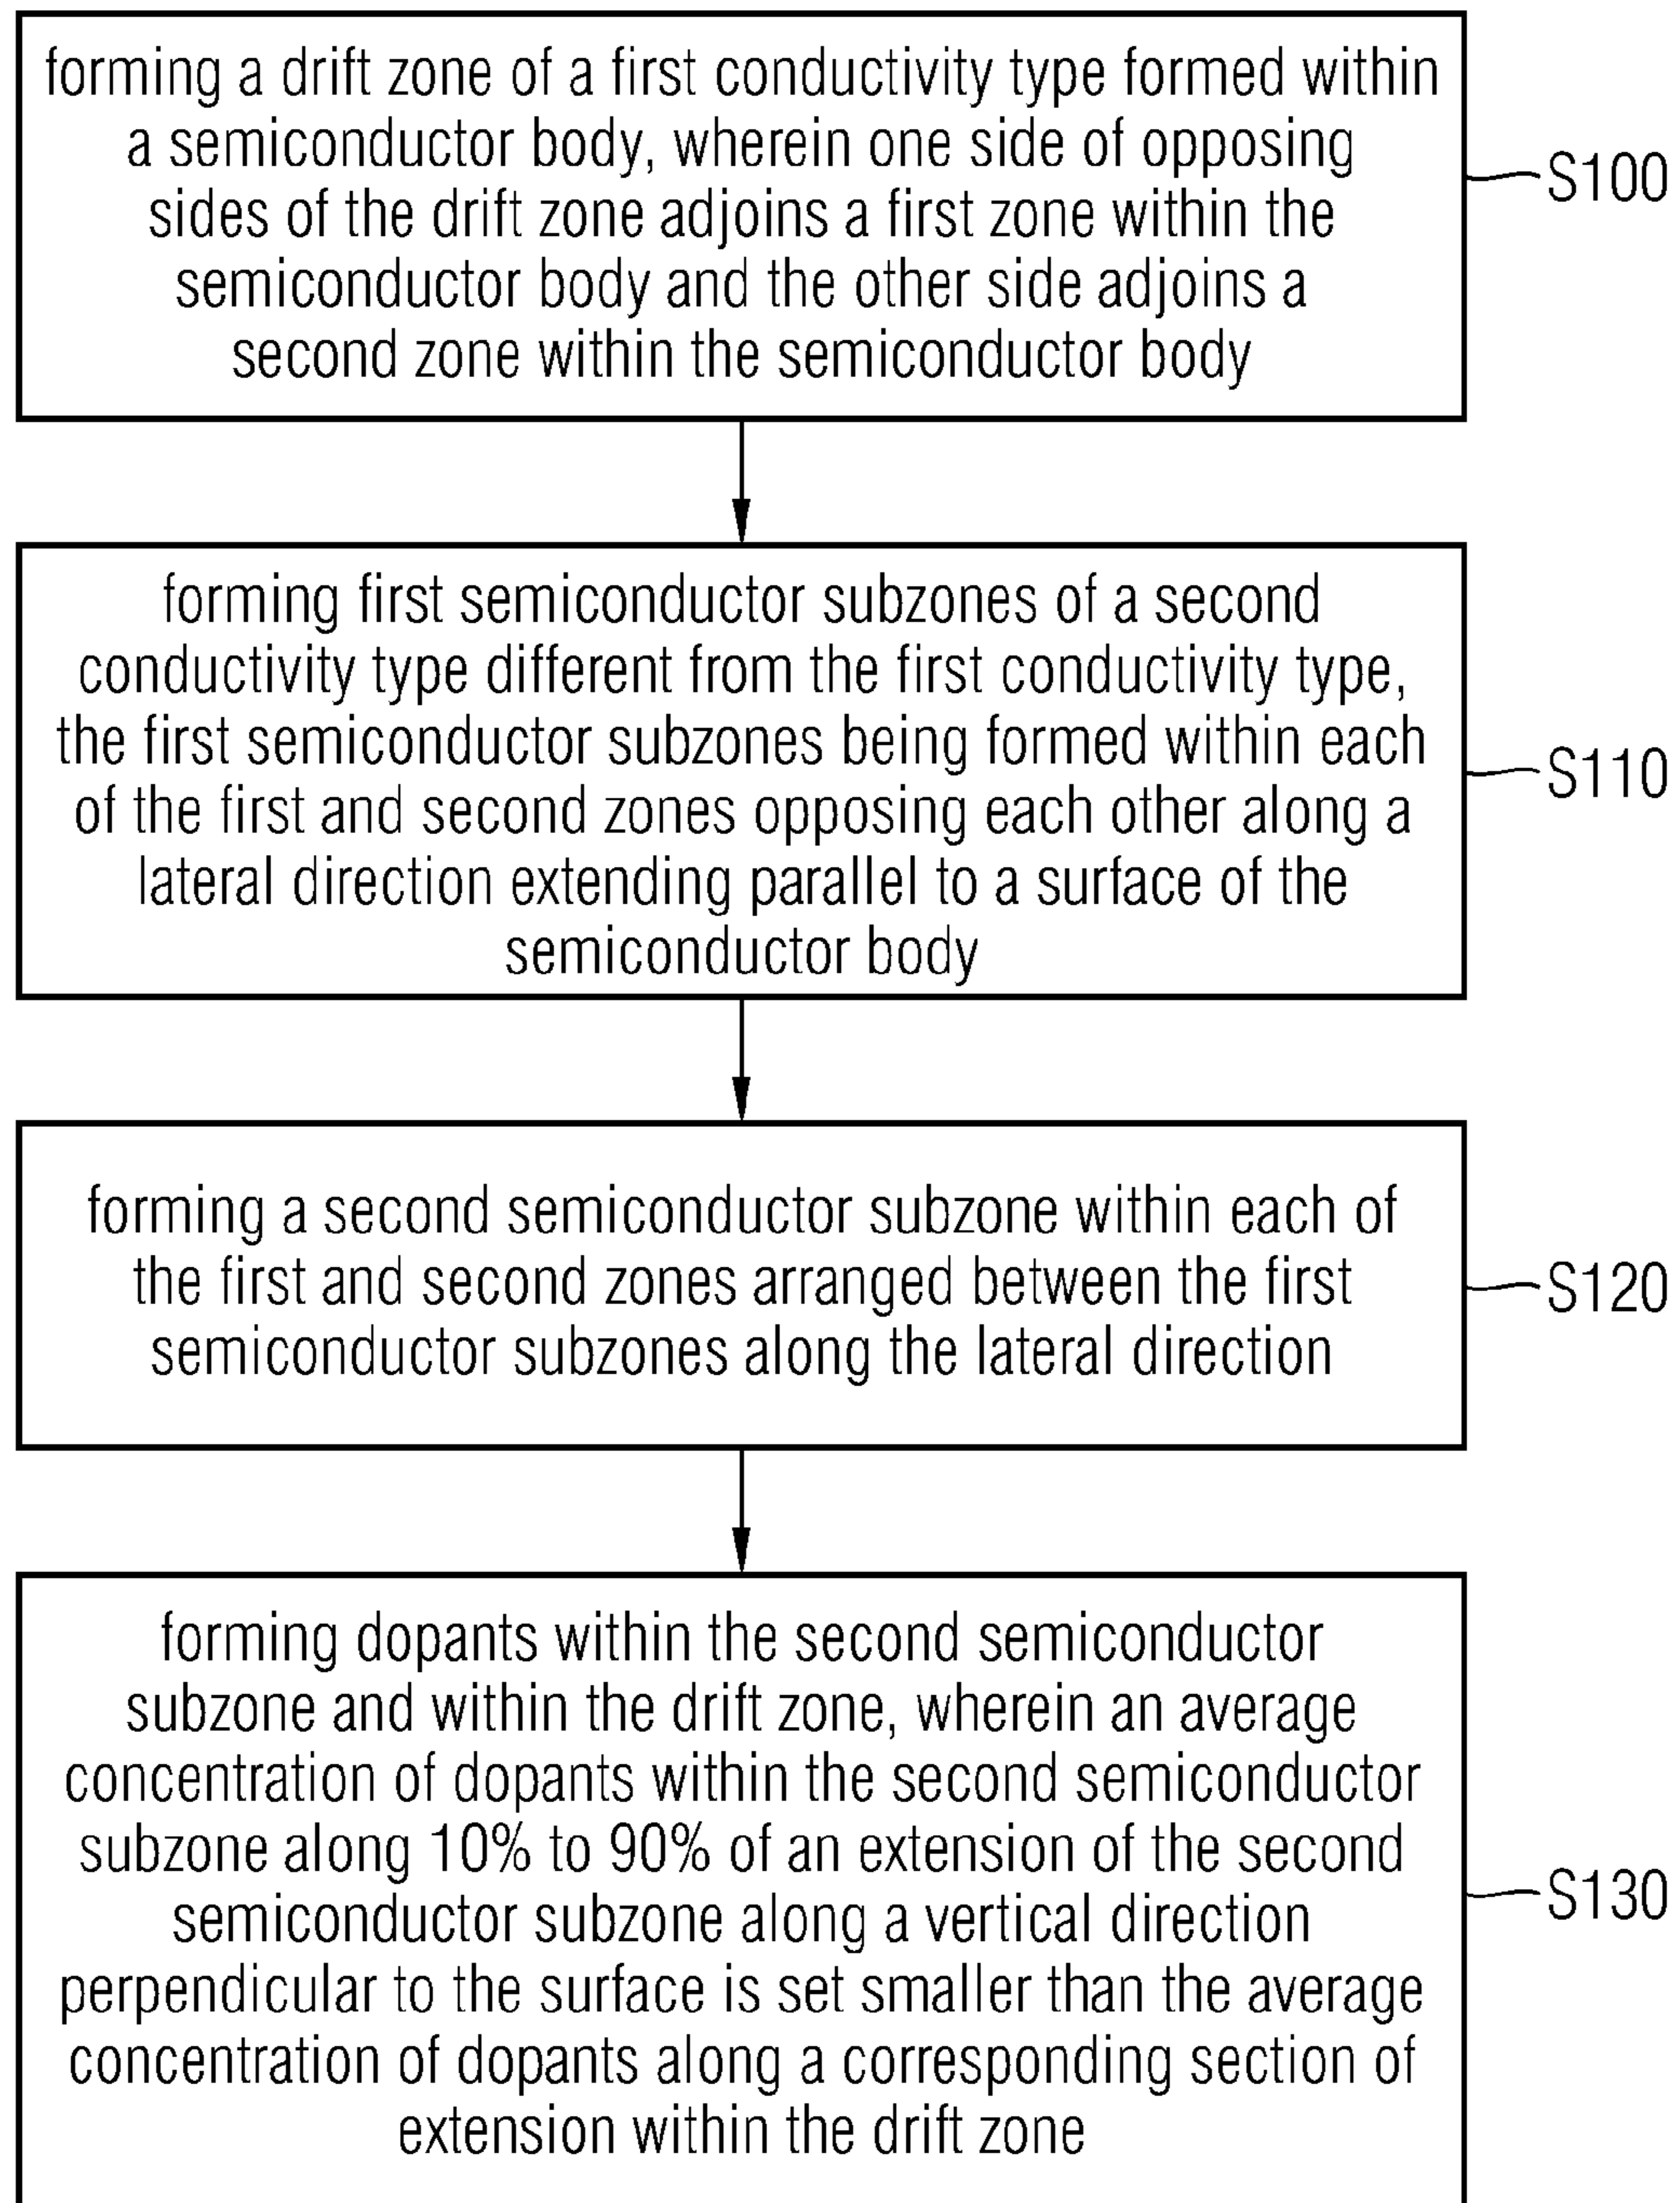 forming a drift zone of a first conductivity type formed within
a semiconductor body, wherein one side of opposing
sides of the drift zone adjoins a first zone within the
semiconductor body and the other side adjoins a
second zone within the semiconductor body
S100
forming first semiconductor subzones of a second
conductivity type different from the first conductivity type,
the first semiconductor subzones being formed within each
of the first and second zones opposing each other along a
lateral direction extending parallel to a surface of the
semiconductor body
S110
forming a second semiconductor subzone within each of
the first and second zones arranged between the first
semiconductor subzones along the lateral direction
S120
forming dopants within the second semiconductor
subzone and within the drift zone, wherein an average
concentration of dopants within the second semiconductor
subzone along 10% to 90% of an extension of the second
semiconductor subzone along a vertical direction
perpendicular to the surface is set smaller than the average
concentration of dopants along a corresponding section of
extension within the drift zone
S130